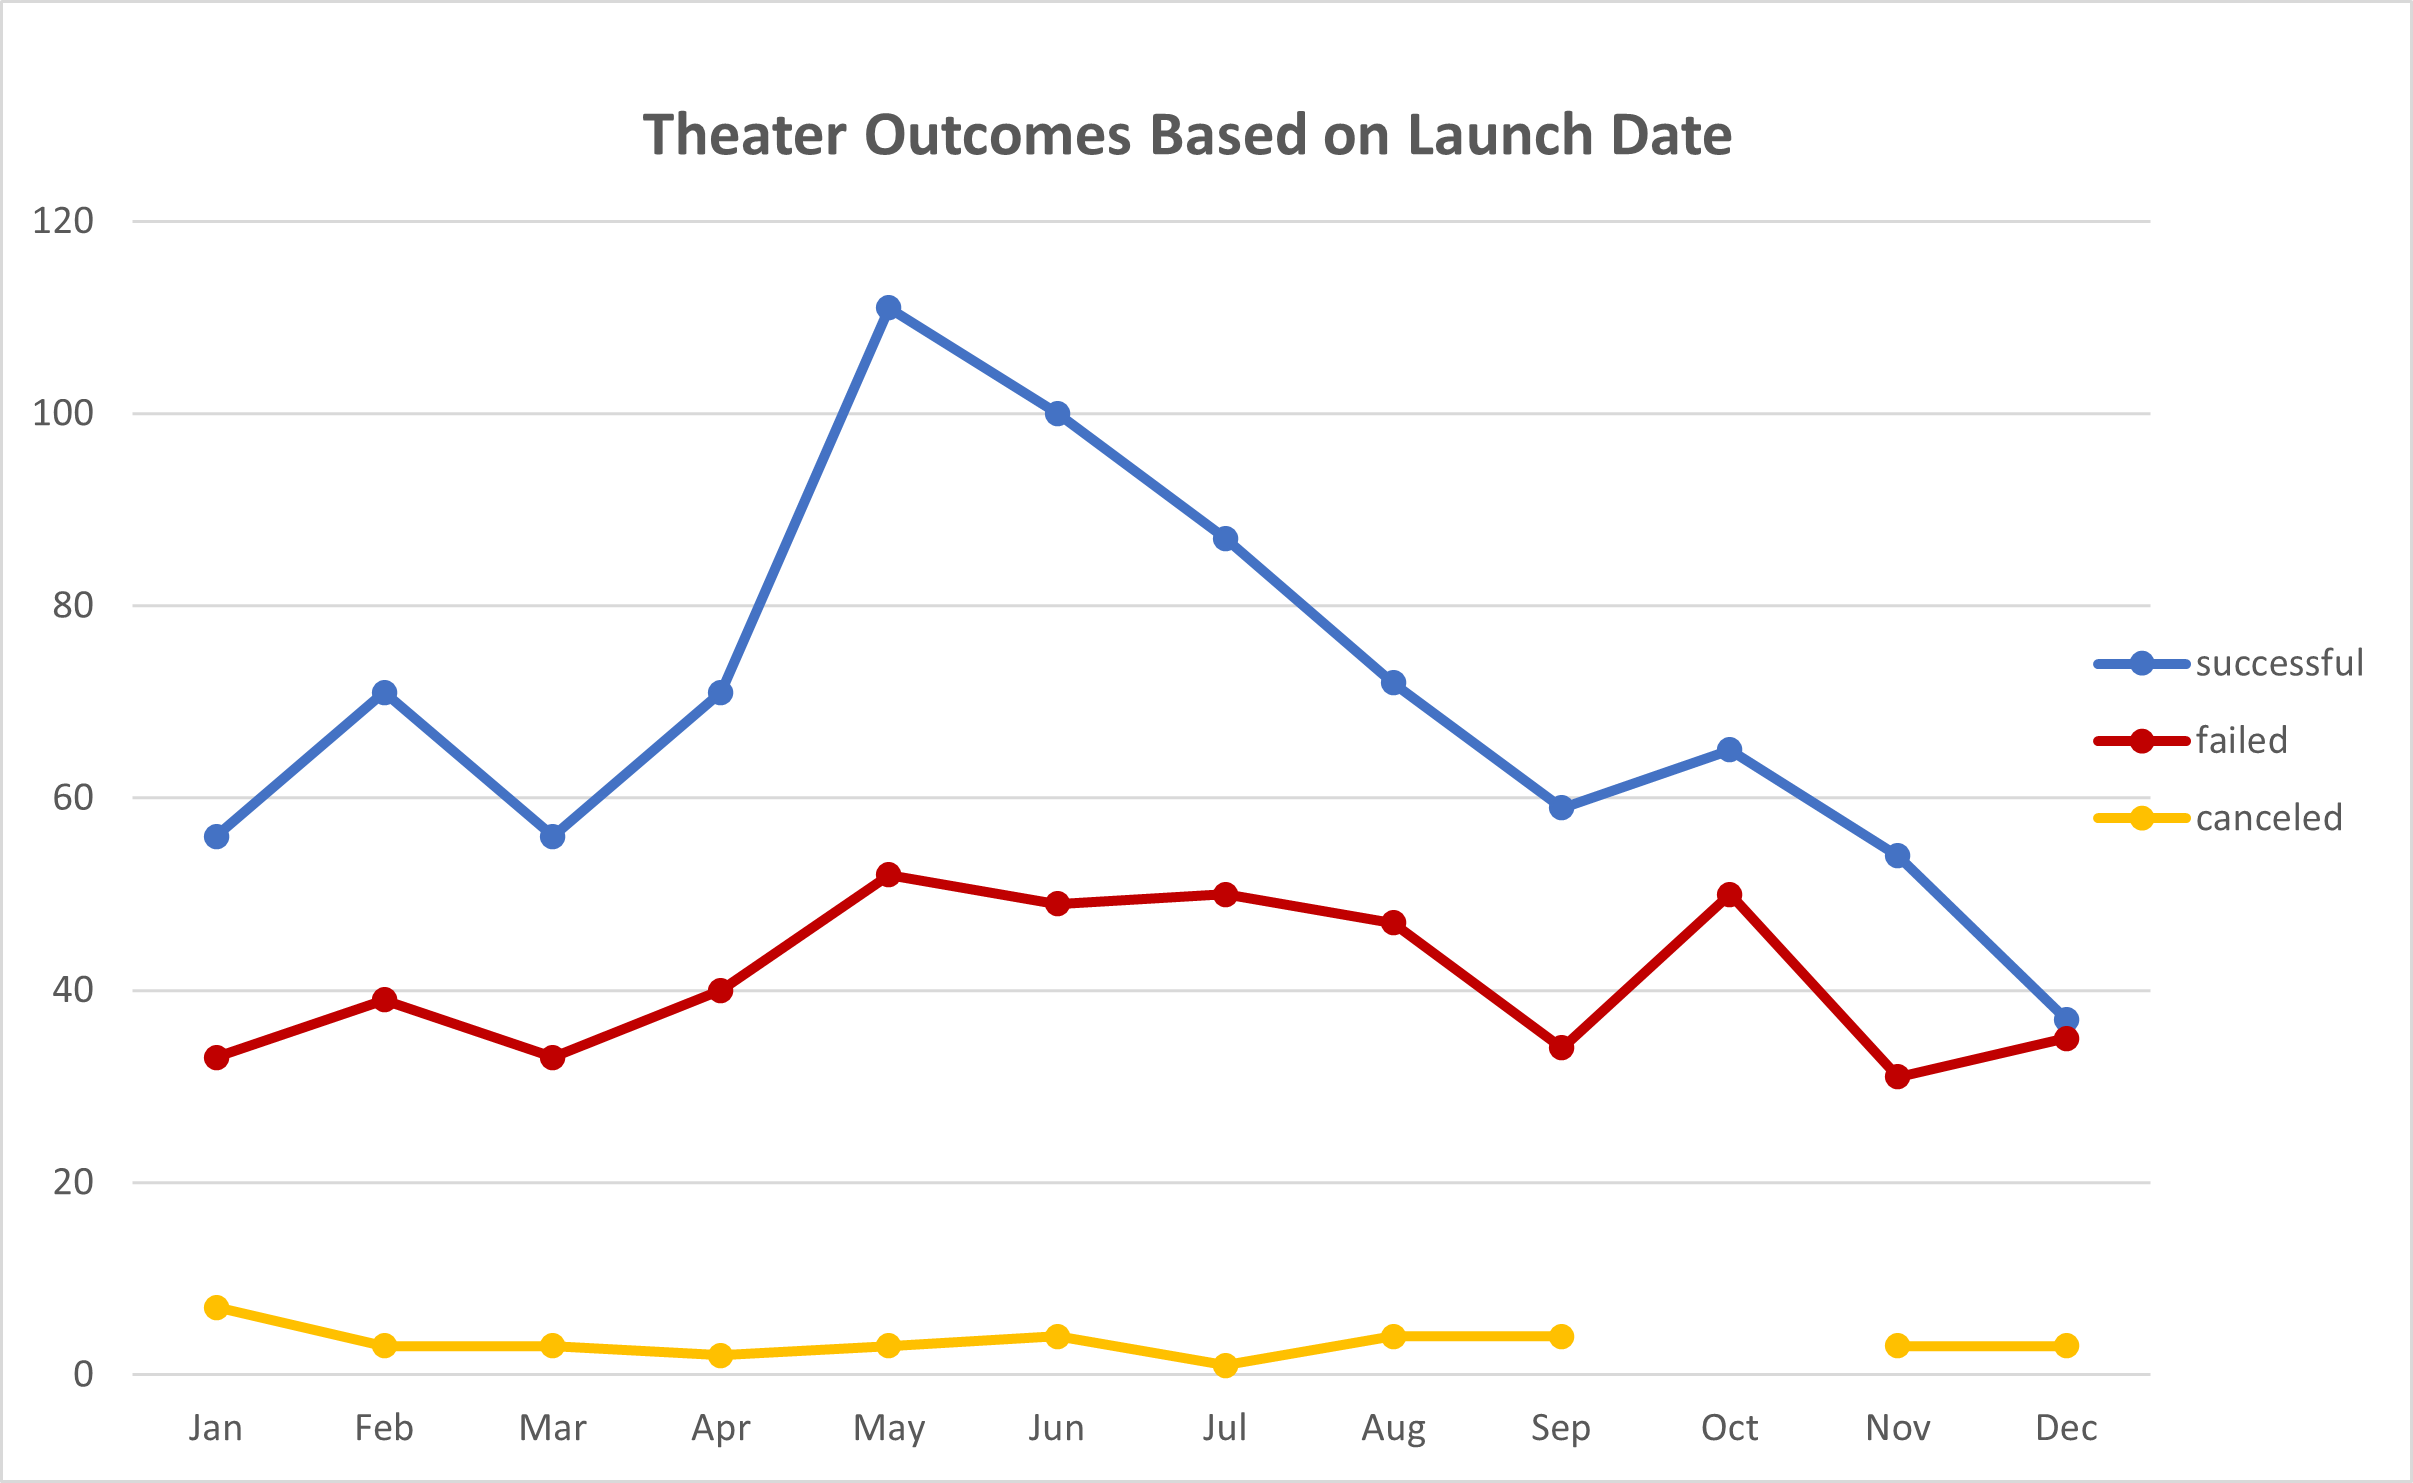 Theater Outcomes Based on Launch Date
120
100
80
60
40
20
0
Jan Feb Mar Apr May Jun Jul Aug Sep Oct Nov Dec
successful
failed
canceled